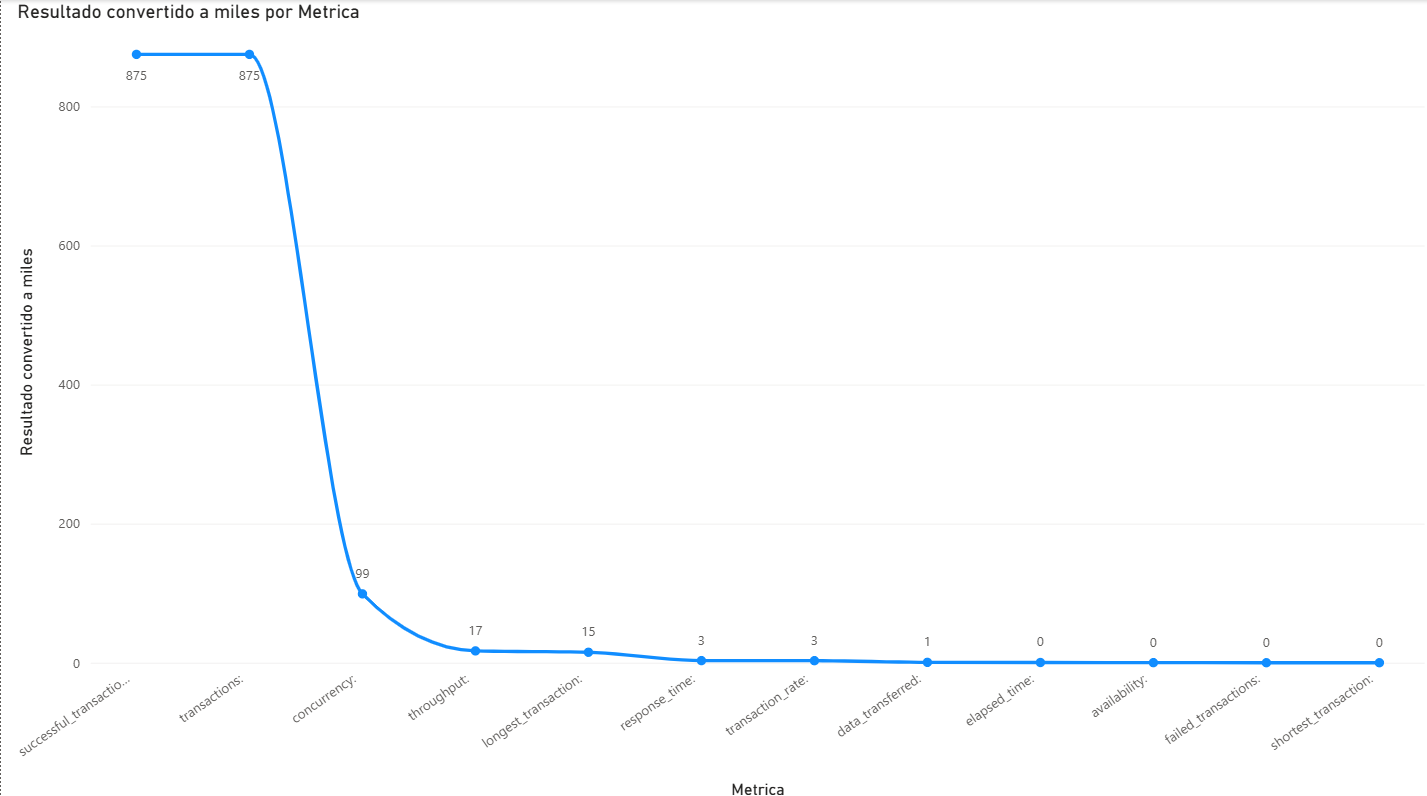 Resultado convertido a miles por Metrica
Resultado convertido a miles
800
600
400
200
0
875
875
99
17
15
3
3
1
0
0
0
0
successful_transactio...
transactions:
concurrency:
throughput:
longest_transaction:
response_time:
transaction_rate:
data_transferred:
elapsed_time:
availability:
failed_transactions:
shortest_transaction:
Metrica